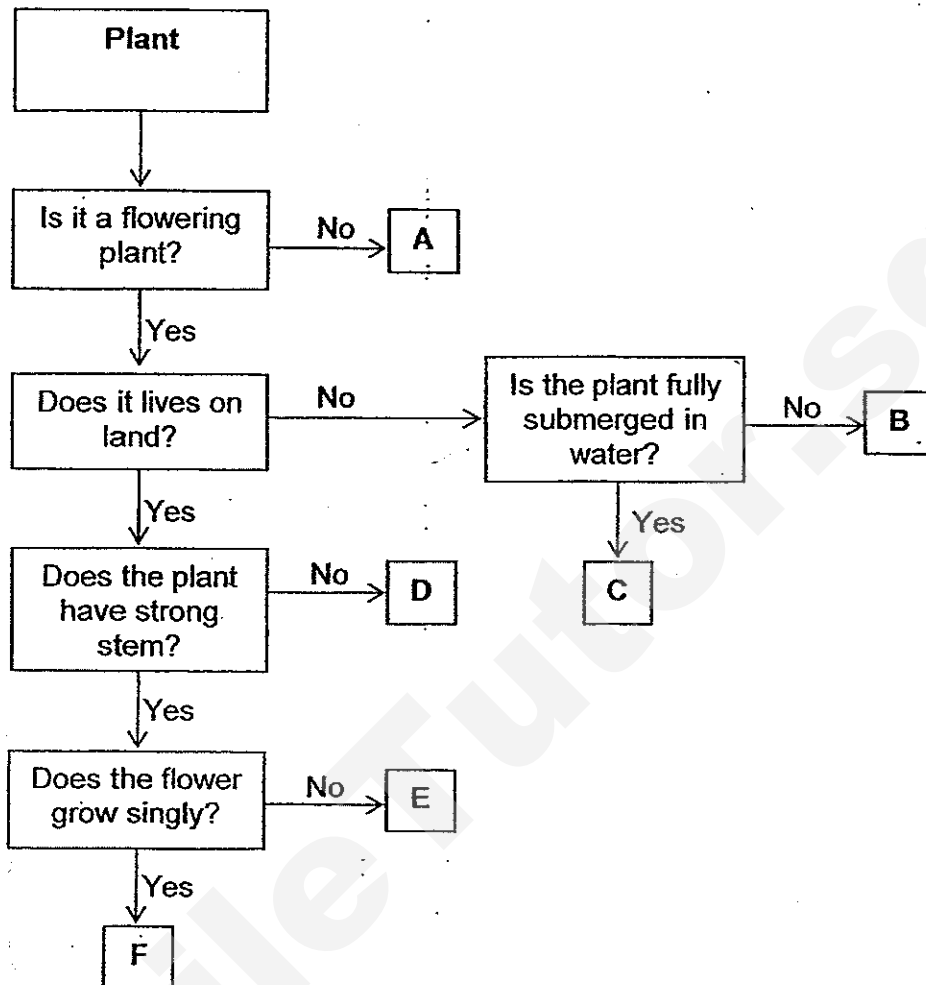 Plant
Is it a flowering
plant?
No
A
Yes
Does it lives on
land?
No
Is the plant fully
submerged in
water?
No
B
Yes
C
Yes
Does the plant
have strong
stem?
No
D
Yes
Does the flower
grow singly?
No
E
Yes
F
ileTutor.s